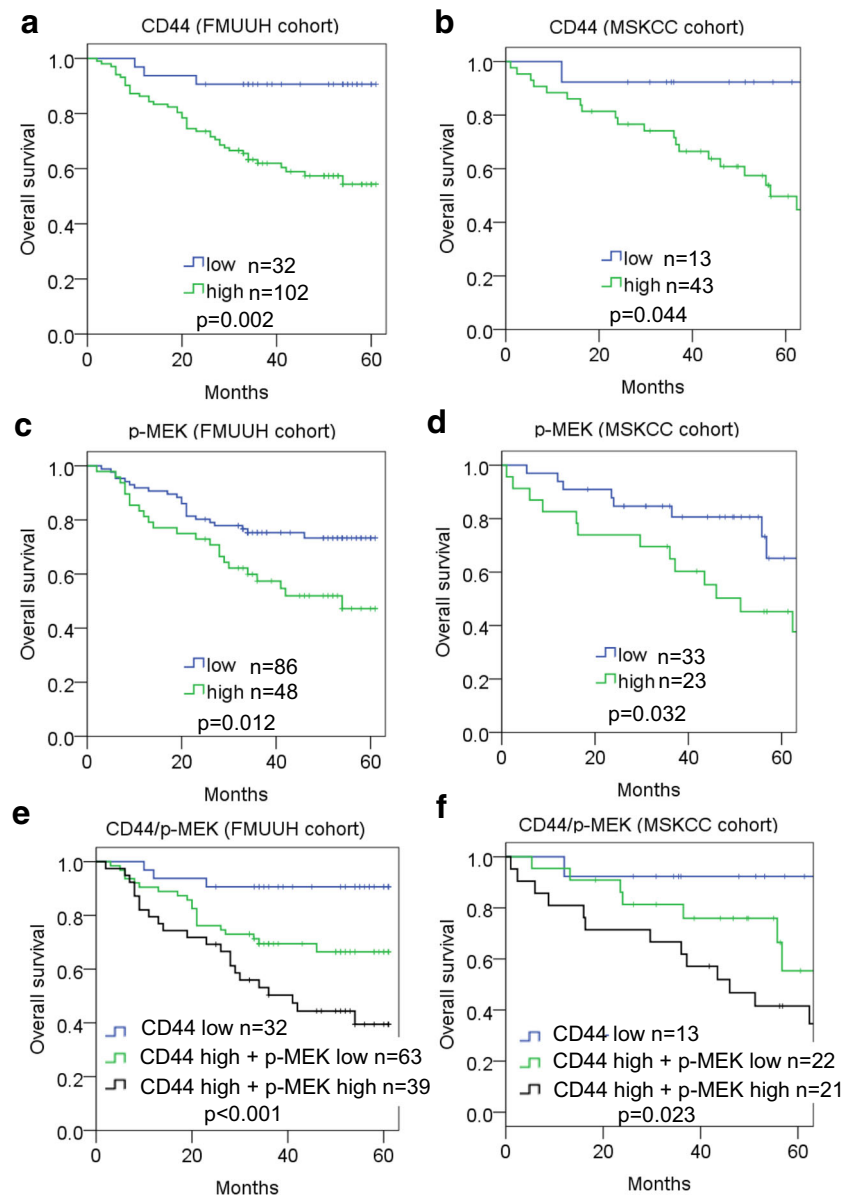 a
CD44 (FMUUH cohort)
1.0
0.8
0.6
0.4
0.2
0.0
Overall survival
low n=32
high n=102
p=0.002
0 20 40 60
Months
b
CD44 (MSKCC cohort)
1.0
0.8
0.6
0.4
0.2
0.0
Overall survival
low n=13
high n=43
p=0.044
0 20 40 60
Months
c
p-MEK (FMUUH cohort)
1.0
0.8
0.6
0.4
0.2
0.0
Overall survival
low n=86
high n=48
p=0.012
0 20 40 60
Months
d
p-MEK (MSKCC cohort)
1.0
0.8
0.6
0.4
0.2
0.0
Overall survival
low n=33
high n=23
p=0.032
0 20 40 60
Months
e
CD44/p-MEK (FMUUH cohort)
1.0
0.8
0.6
0.4
0.2
0.0
Overall survival
CD44 low n=32
CD44 high + p-MEK low n=63
CD44 high + p-MEK high n=39
p<0.001
0 20 40 60
Months
f
CD44/p-MEK (MSKCC cohort)
1.0
0.8
0.6
0.4
0.2
0.0
Overall survival
CD44 low n=13
CD44 high + p-MEK low n=22
CD44 high + p-MEK high n=21
p=0.023
0 20 40 60
Months